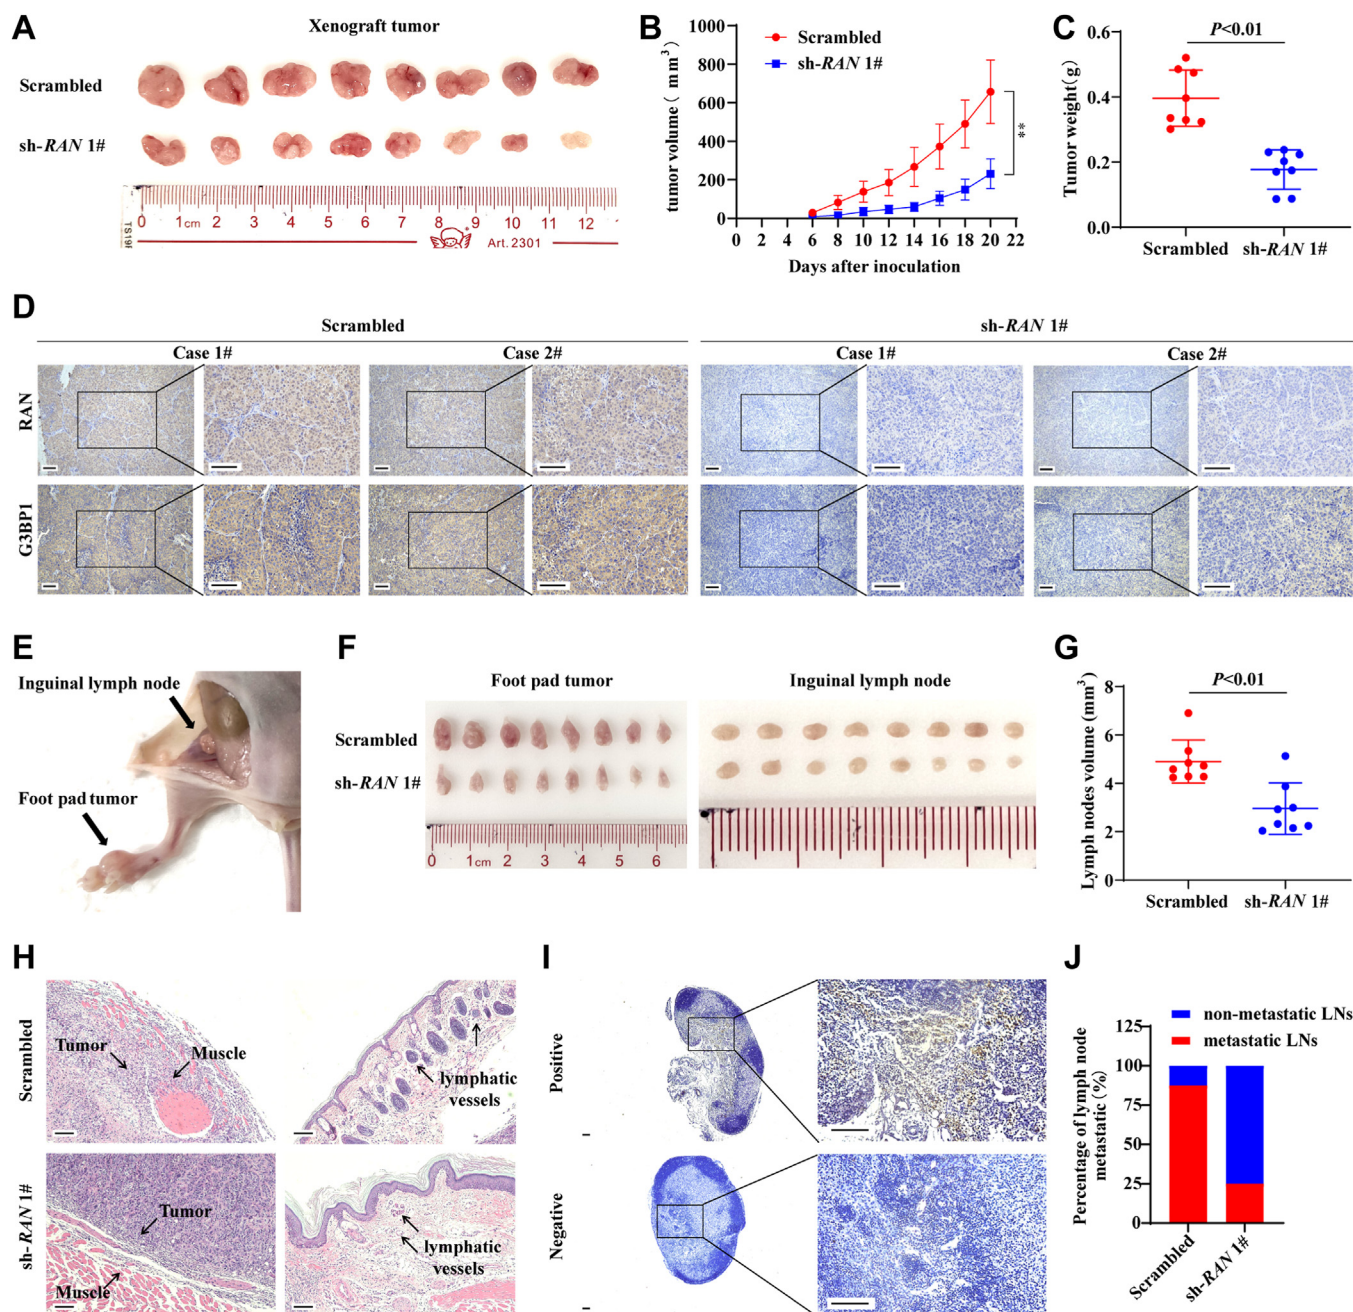 A
Xenograft tumor
Scrambled
sh-RAN 1#
0 1cm 2 3 4 5 6 7 8 9 10 11 12
TS19F
Art.2301
B
tumor volume ( mm³)
1000
800
600
400
200
0
Scrambled
sh-RAN 1#
**
0 2 4 6 8 10 12 14 16 18 20 22
Days after inoculation
C
Tumor weight(g)
P<0.01
0.6
0.4
0.2
0.0
Scrambled sh-RAN 1#
D
Scrambled sh-RAN 1#
Case 1# Case 2# Case 1# Case 2#
RAN
G3BP1
E
Inguinal lymph node
Foot pad tumor
F
Foot pad tumor Inguinal lymph node
Scrambled
sh-RAN 1#
0 1cm 2 3 4 5 6
G
Lymph nodes volume (mm³)
P<0.01
8
6
4
2
0
Scrambled sh-RAN 1#
H
Scrambled
Tumor
Muscle
lymphatic
vessels
sh-RAN 1#
Tumor
Muscle
lymphatic
vessels
I
Positive
Negative
J
non-metastatic LNs
metastatic LNs
Percentage of lymph node
metastatic (%)
125
100
75
50
25
0
Scrambled
sh-RAN 1#